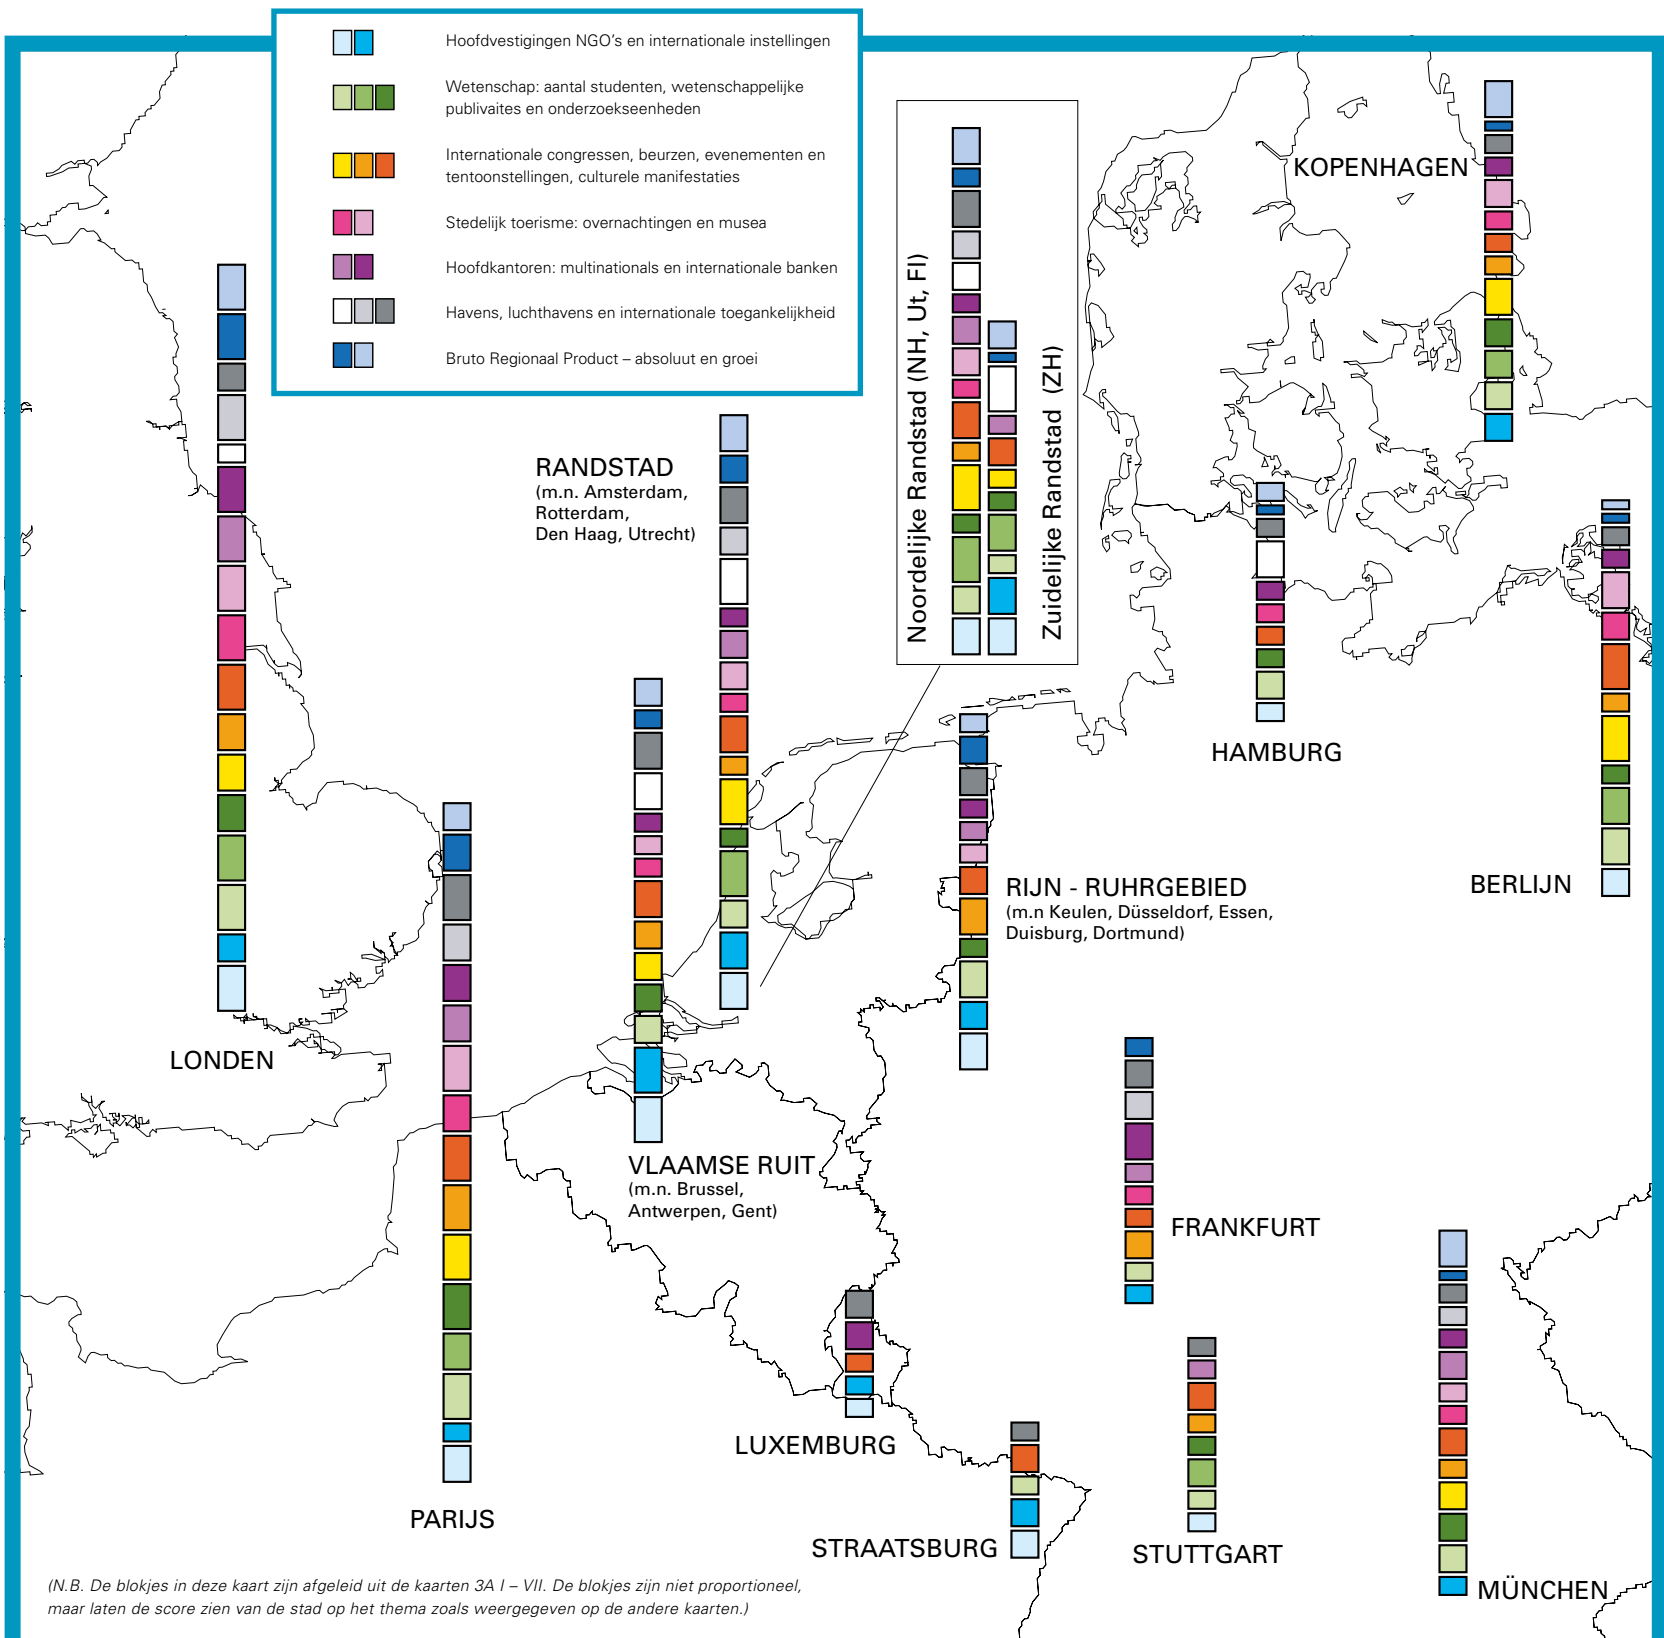 Hoofdvestigingen NGO's en internationale instellingen
Wetenschap: aantal studenten, wetenschappelijke
publivaites en onderzoekseenheden
Internationale congressen, beurzen, evenementen en
tentoonstellingen, culturele manifestaties
Stedelijk toerisme: overnachtingen en musea
Hoofdkantoren: multinationals en internationale banken
Havens, luchthavens en internationale toegankelijkheid
Bruto Regionaal Product – absoluut en groei
KOPENHAGEN
Noordelijke Randstad (NH, Ut, Fl)
Zuidelijke Randstad (ZH)
RANDSTAD
(m.n. Amsterdam,
Rotterdam,
Den Haag, Utrecht)
HAMBURG
BERLIJN
RIJN - RUHRGEBIED
(m.n Keulen, Düsseldorf, Essen,
Duisburg, Dortmund)
LONDEN
VLAAMSE RUIT
(m.n. Brussel,
Antwerpen, Gent)
FRANKFURT
LUXEMBURG
PARIJS
STRAATSBURG
STUTTGART
MÜNCHEN
(N.B. De blokjes in deze kaart zijn afgeleid uit de kaarten 3A I – VII. De blokjes zijn niet proportioneel,
maar laten de score zien van de stad op het thema zoals weergegeven op de andere kaarten.)